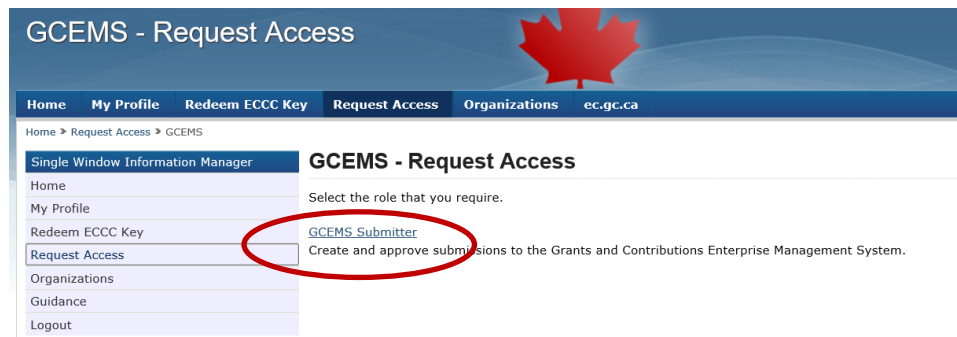 GCEMS - Request Access
Home My Profile Redeem ECCC Key Request Access Organizations ec.gc.ca
Home > Request Access > GCEMS
Single Window Information Manager
Home
My Profile
Redeem ECCC Key
Request Access
Organizations
Guidance
Logout
GCEMS - Request Access
Select the role that you require.
GCEMS Submitter
Create and approve submissions to the Grants and Contributions Enterprise Management System.